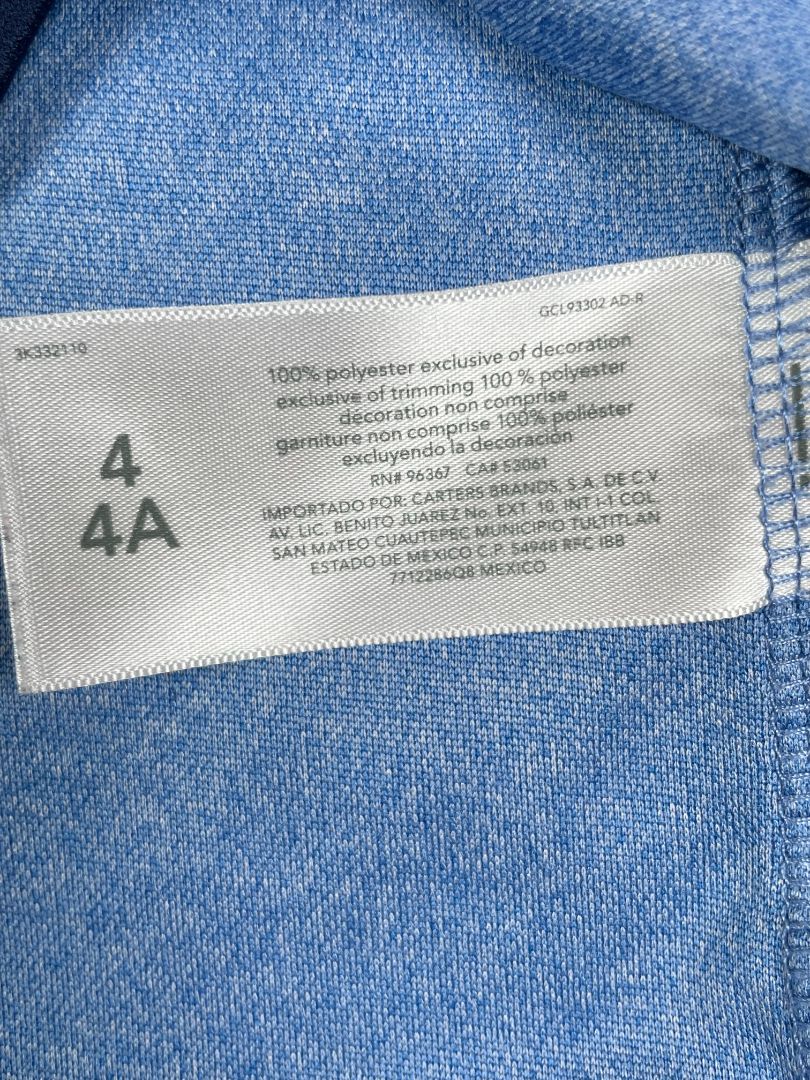 3K332110
GCL93302 AD-R
4
4A
100% polyester exclusive of decoration
exclusive of trimming 100 % polyester
décoration non comprise
garniture non comprise 100% poliéster
excluyendo la decoración
RN# 96367 CA# 53061
IMPORTADO POR: CARTERS BRANDS, S.A. DE C.V.
AV. LIC. BENITO JUAREZ No. EXT. 10, INT I-1 COL.
SAN MATEO CUAUTEPEC MUNICIPIO TULTITLAN
ESTADO DE MEXICO C.P. 54948 RFC IBB
7712286Q8 MEXICO